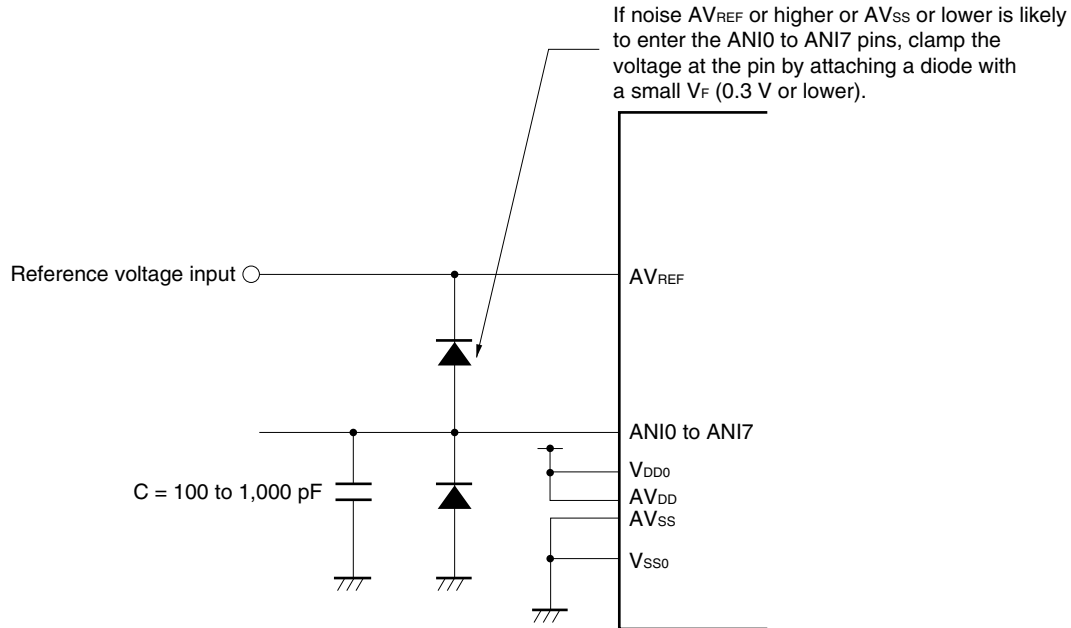 If noise AVREF or higher or AVSS or lower is likely
to enter the ANI0 to ANI7 pins, clamp the
voltage at the pin by attaching a diode with
a small VF (0.3 V or lower).
Reference voltage input
AVREF
ANI0 to ANI7
VDD0
C = 100 to 1,000 pF
AVDD
AVSS
VSS0